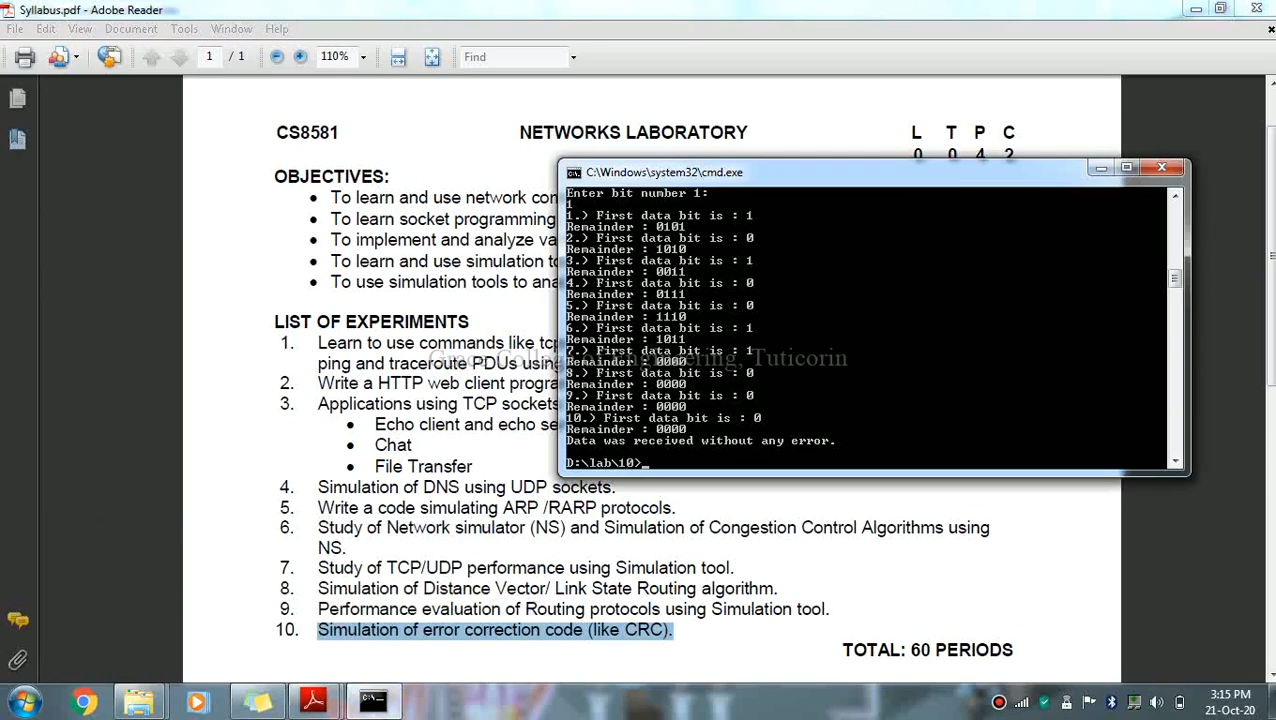 Syllabus.pdf - Adobe Reader
File Edit View Document Tools Window Help
1 / 1 110% Find
CS8581 NETWORKS LABORATORY L T P C
0 0 4 2
OBJECTIVES:
• To learn and use network com
• To learn socket programming
• To implement and analyze va
• To learn and use simulation to
• To use simulation tools to ana
LIST OF EXPERIMENTS
1. Learn to use commands like tcp
ping and traceroute PDUs using
2. Write a HTTP web client progra
3. Applications using TCP sockets
• Echo client and echo se
• Chat
• File Transfer
4. Simulation of DNS using UDP sockets.
5. Write a code simulating ARP /RARP protocols.
6. Study of Network simulator (NS) and Simulation of Congestion Control Algorithms using
NS.
7. Study of TCP/UDP performance using Simulation tool.
8. Simulation of Distance Vector/ Link State Routing algorithm.
9. Performance evaluation of Routing protocols using Simulation tool.
10. Simulation of error correction code (like CRC).
TOTAL: 60 PERIODS
C:\Windows\system32\cmd.exe
Enter bit number 1:
1
1.) First data bit is : 1
Remainder : 0101
2.) First data bit is : 0
Remainder : 1010
3.) First data bit is : 1
Remainder : 0011
4.) First data bit is : 0
Remainder : 0111
5.) First data bit is : 0
Remainder : 1110
6.) First data bit is : 1
Remainder : 1011
7.) First data bit is : 1
Remainder : 0000
8.) First data bit is : 0
Remainder : 0000
9.) First data bit is : 0
Remainder : 0000
10.) First data bit is : 0
Remainder : 0000
Data was received without any error.
D:\lab\10>_
Grace College of Engineering, Tuticorin
3:15 PM
21-Oct-20